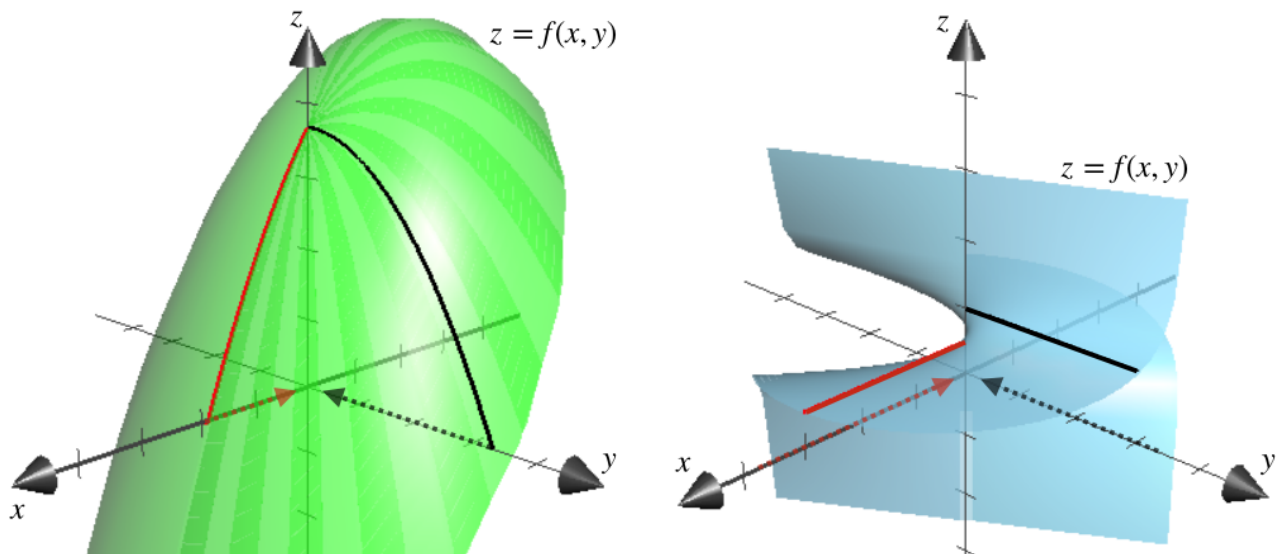 z
z = f(x, y)
x
y
z
z = f(x, y)
x
y